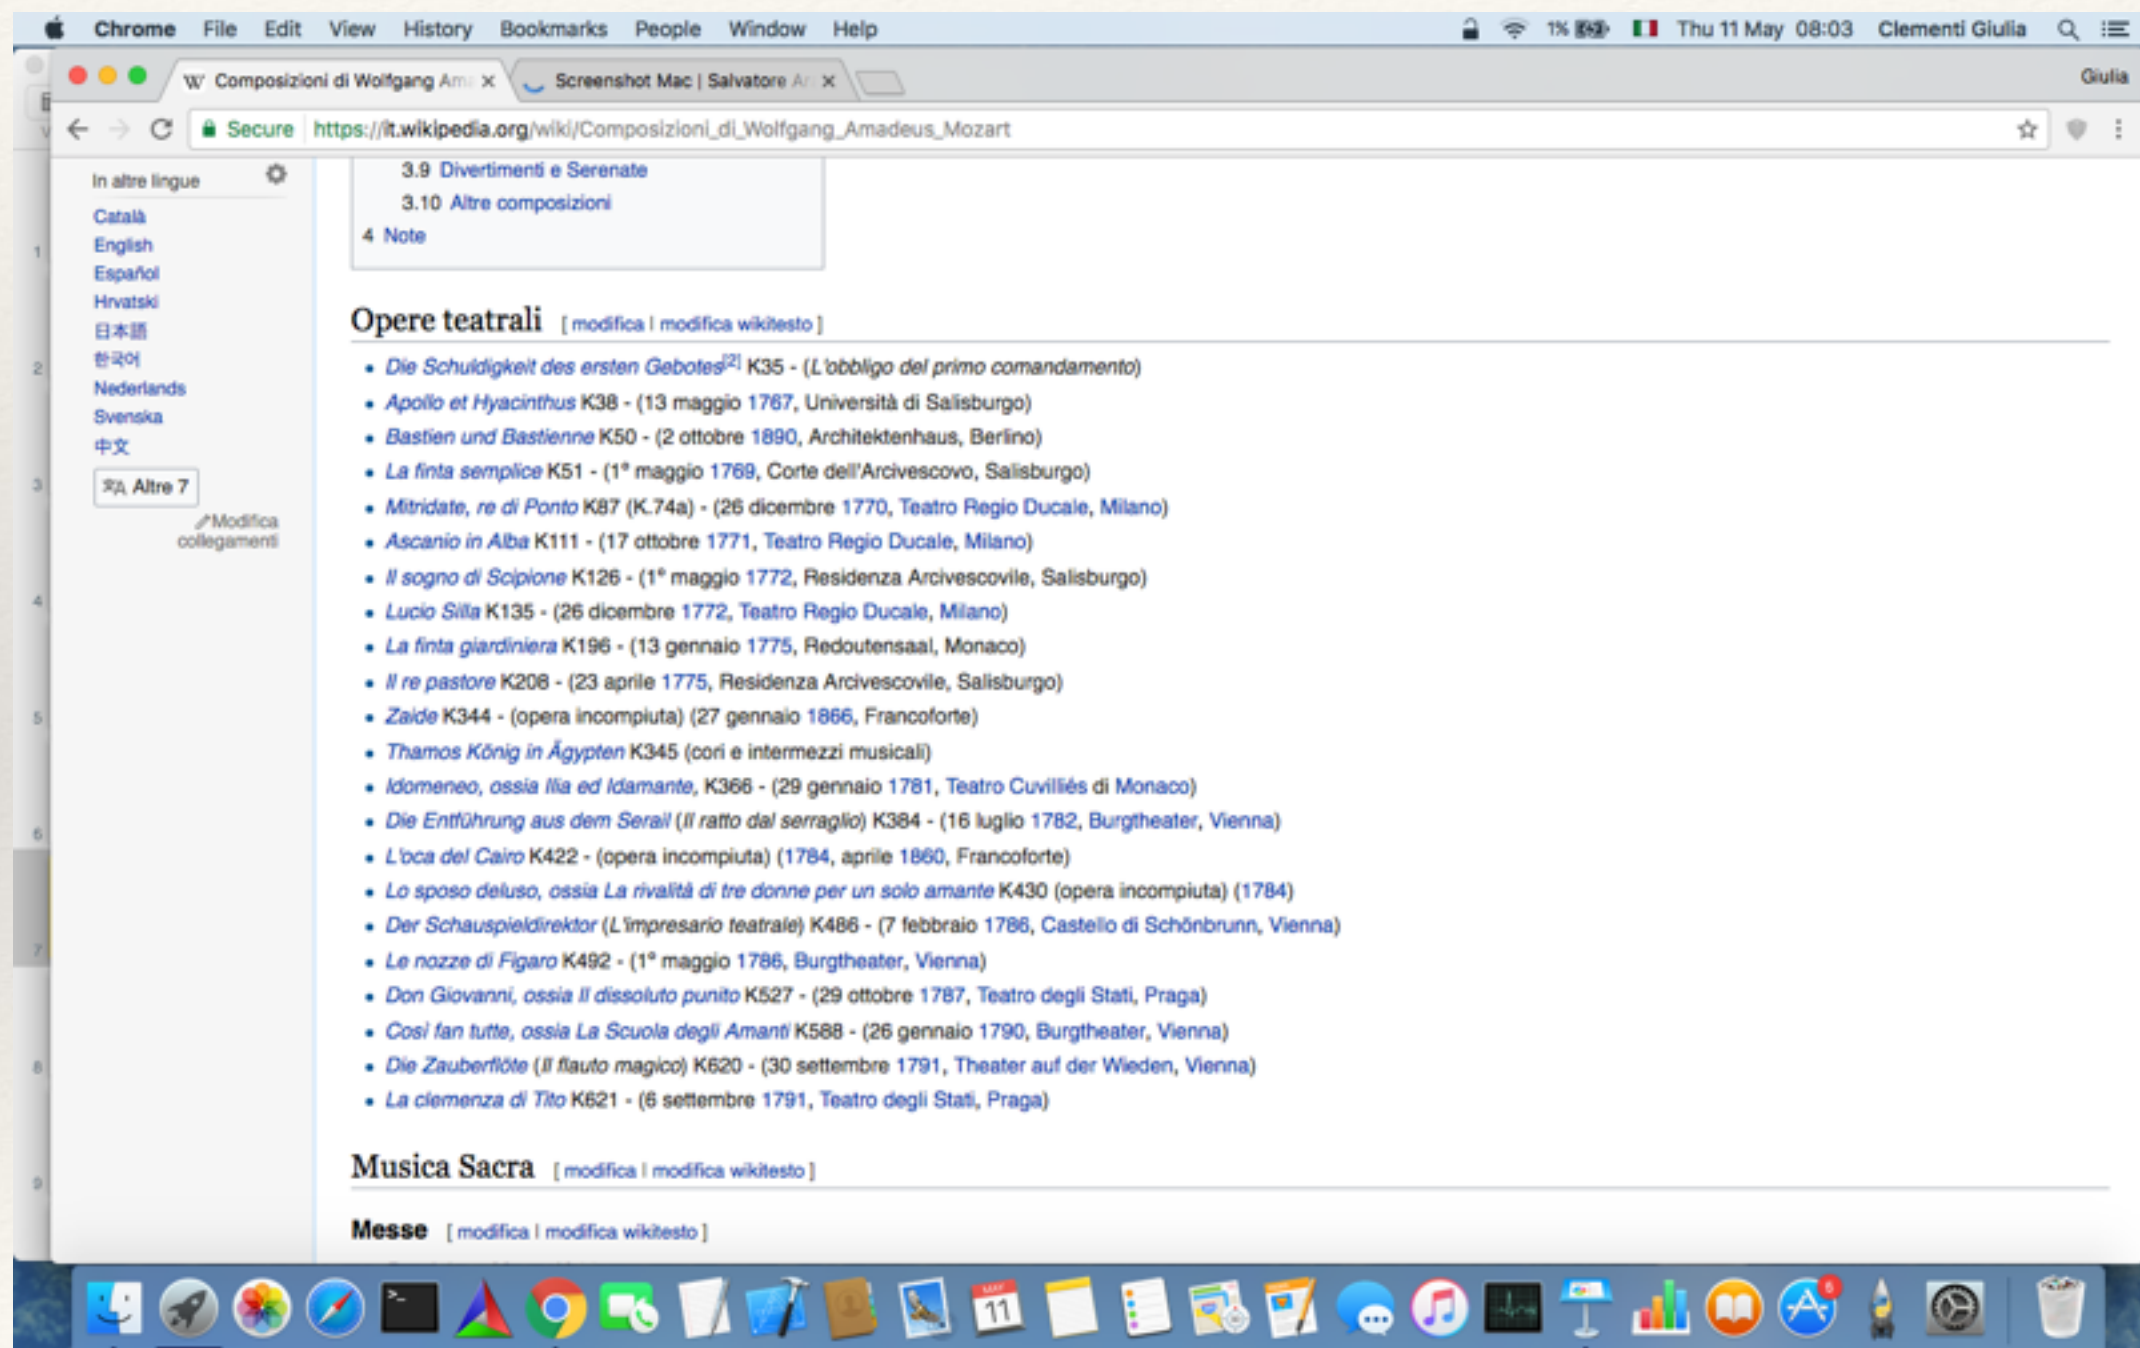 Chrome File Edit View History Bookmarks People Window Help 1% Thu 11 May 08:03 Clementi Giulia
W Composizioni di Wolfgang Am Screenshot Mac | Salvatore Ar Giulia
Secure https://it.wikipedia.org/wiki/Composizioni_di_Wolfgang_Amadeus_Mozart
In altre lingue
Català
English
Español
Hrvatski
日本語
한국어
Nederlands
Svenska
中文
Altre 7
Modifica
collegamenti
3.9 Divertimenti e Serenate
3.10 Altre composizioni
4 Note
Opere teatrali [ modifica | modifica wikitesto ]
• Die Schuldigkeit des ersten Gebotes[2] K35 - (L'obbligo del primo comandamento)
• Apollo et Hyacinthus K38 - (13 maggio 1767, Università di Salisburgo)
• Bastien und Bastienne K50 - (2 ottobre 1890, Architektenhaus, Berlino)
• La finta semplice K51 - (1º maggio 1769, Corte dell'Arcivescovo, Salisburgo)
• Mitridate, re di Ponto K87 (K.74a) - (26 dicembre 1770, Teatro Regio Ducale, Milano)
• Ascanio in Alba K111 - (17 ottobre 1771, Teatro Regio Ducale, Milano)
• Il sogno di Scipione K126 - (1º maggio 1772, Residenza Arcivescovile, Salisburgo)
• Lucio Silla K135 - (26 dicembre 1772, Teatro Regio Ducale, Milano)
• La finta giardiniera K196 - (13 gennaio 1775, Redoutensaal, Monaco)
• Il re pastore K208 - (23 aprile 1775, Residenza Arcivescovile, Salisburgo)
• Zaide K344 - (opera incompiuta) (27 gennaio 1866, Francoforte)
• Thamos König in Ägypten K345 (cori e intermezzi musicali)
• Idomeneo, ossia Ilia ed Idamante, K366 - (29 gennaio 1781, Teatro Cuvilliés di Monaco)
• Die Entführung aus dem Serail (Il ratto dal serraglio) K384 - (16 luglio 1782, Burgtheater, Vienna)
• L'oca del Cairo K422 - (opera incompiuta) (1784, aprile 1860, Francoforte)
• Lo sposo deluso, ossia La rivalità di tre donne per un solo amante K430 (opera incompiuta) (1784)
• Der Schauspieldirektor (L'impresario teatrale) K486 - (7 febbraio 1786, Castello di Schönbrunn, Vienna)
• Le nozze di Figaro K492 - (1º maggio 1786, Burgtheater, Vienna)
• Don Giovanni, ossia Il dissoluto punito K527 - (29 ottobre 1787, Teatro degli Stati, Praga)
• Così fan tutte, ossia La Scuola degli Amanti K588 - (26 gennaio 1790, Burgtheater, Vienna)
• Die Zauberflöte (Il flauto magico) K620 - (30 settembre 1791, Theater auf der Wieden, Vienna)
• La clemenza di Tito K621 - (6 settembre 1791, Teatro degli Stati, Praga)
Musica Sacra [ modifica | modifica wikitesto ]
Messe [ modifica | modifica wikitesto ]
1
2
3
4
5
6
7
8
9
MAY
11
6